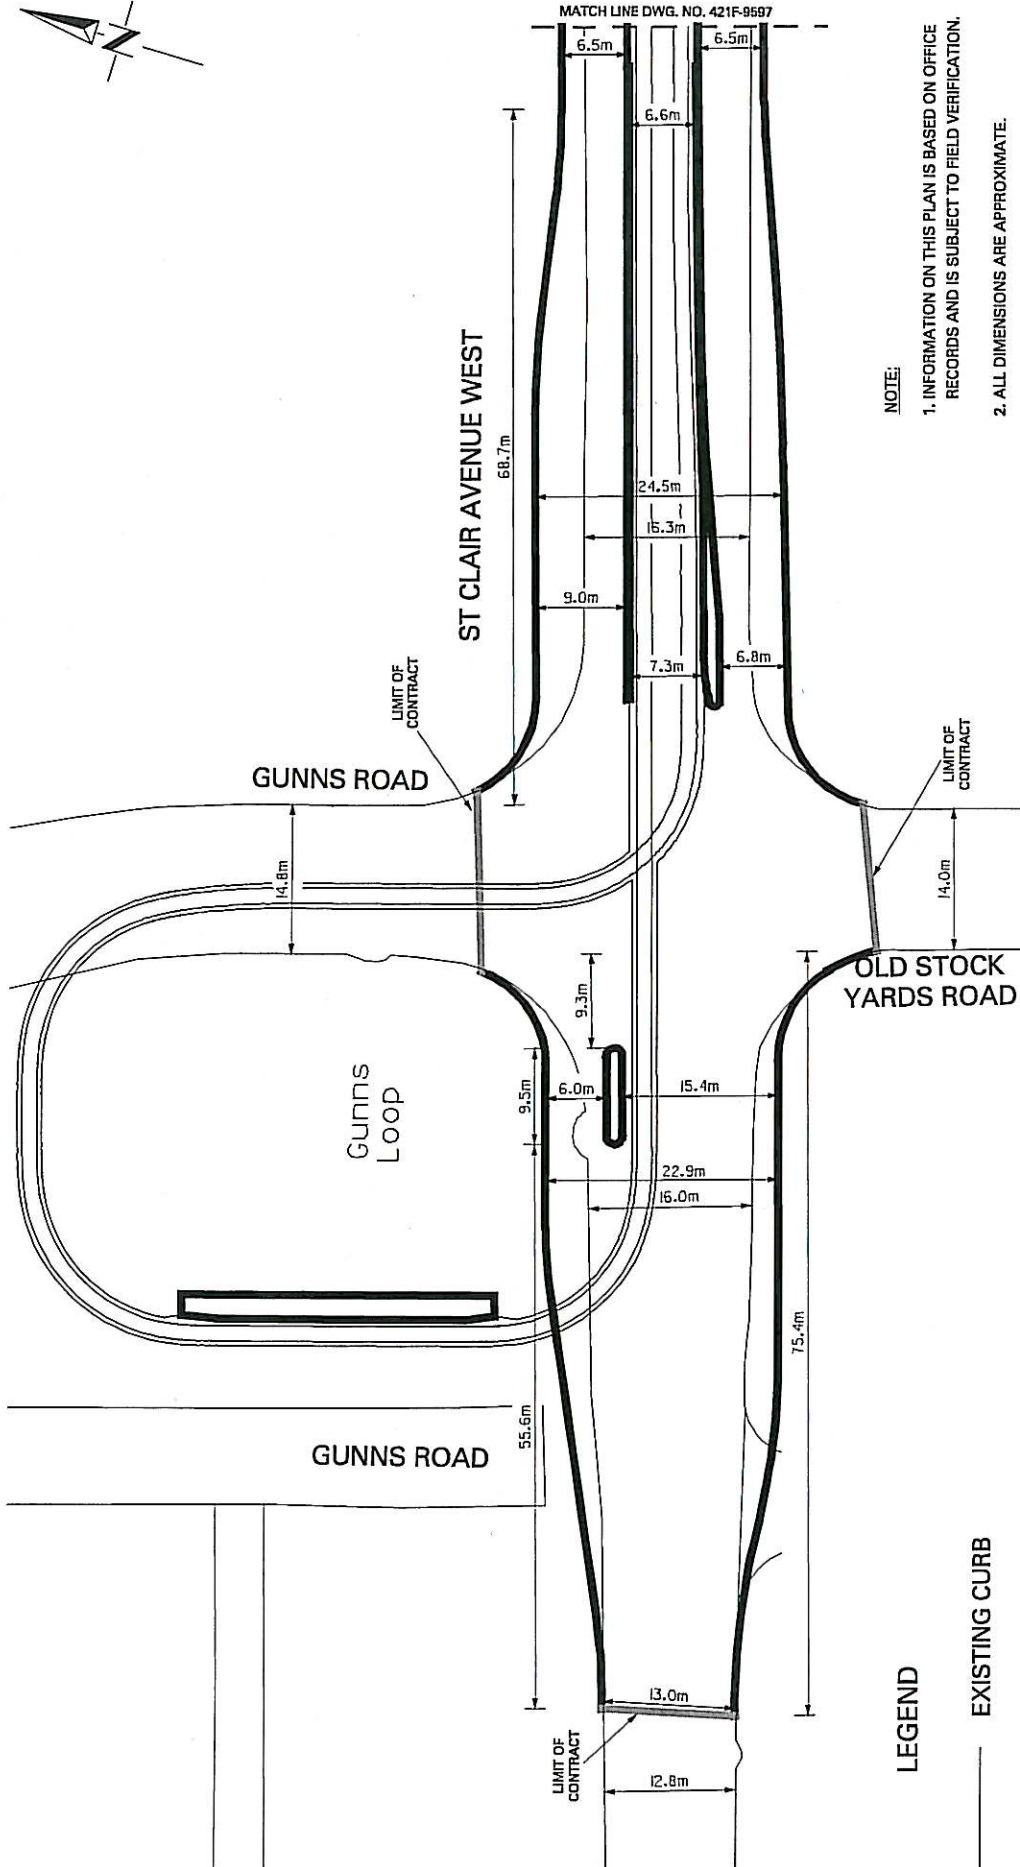 MATCH LINE DWG. NO. 421F-9597
6.5m
6.5m
6.6m
ST CLAIR AVENUE WEST
68.7m
24.5m
16.3m
9.0m
7.3m
6.8m
LIMIT OF
CONTRACT
GUNNS ROAD
14.8m
LIMIT OF
CONTRACT
14.0m
OLD STOCK
YARDS ROAD
9.3m
9.5m
6.0m
15.4m
Gunns
Loop
22.9m
16.0m
75.4m
55.6m
GUNNS ROAD
13.0m
LIMIT OF
CONTRACT
12.8m
NOTE:
1. INFORMATION ON THIS PLAN IS BASED ON OFFICE
RECORDS AND IS SUBJECT TO FIELD VERIFICATION.
2. ALL DIMENSIONS ARE APPROXIMATE.
LEGEND
EXISTING CURB
N